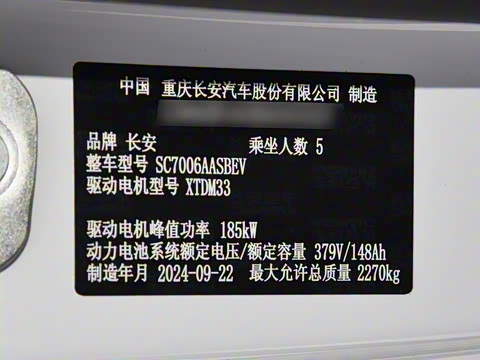 中国 重庆长安汽车股份有限公司 制造
品牌 长安 乘坐人数 5
整车型号 SC7006AASBEV
驱动电机型号 XTDM33
驱动电机峰值功率 185kW
动力电池系统额定电压/额定容量 379V/148Ah
制造年月 2024-09-22 最大允许总质量 2270kg